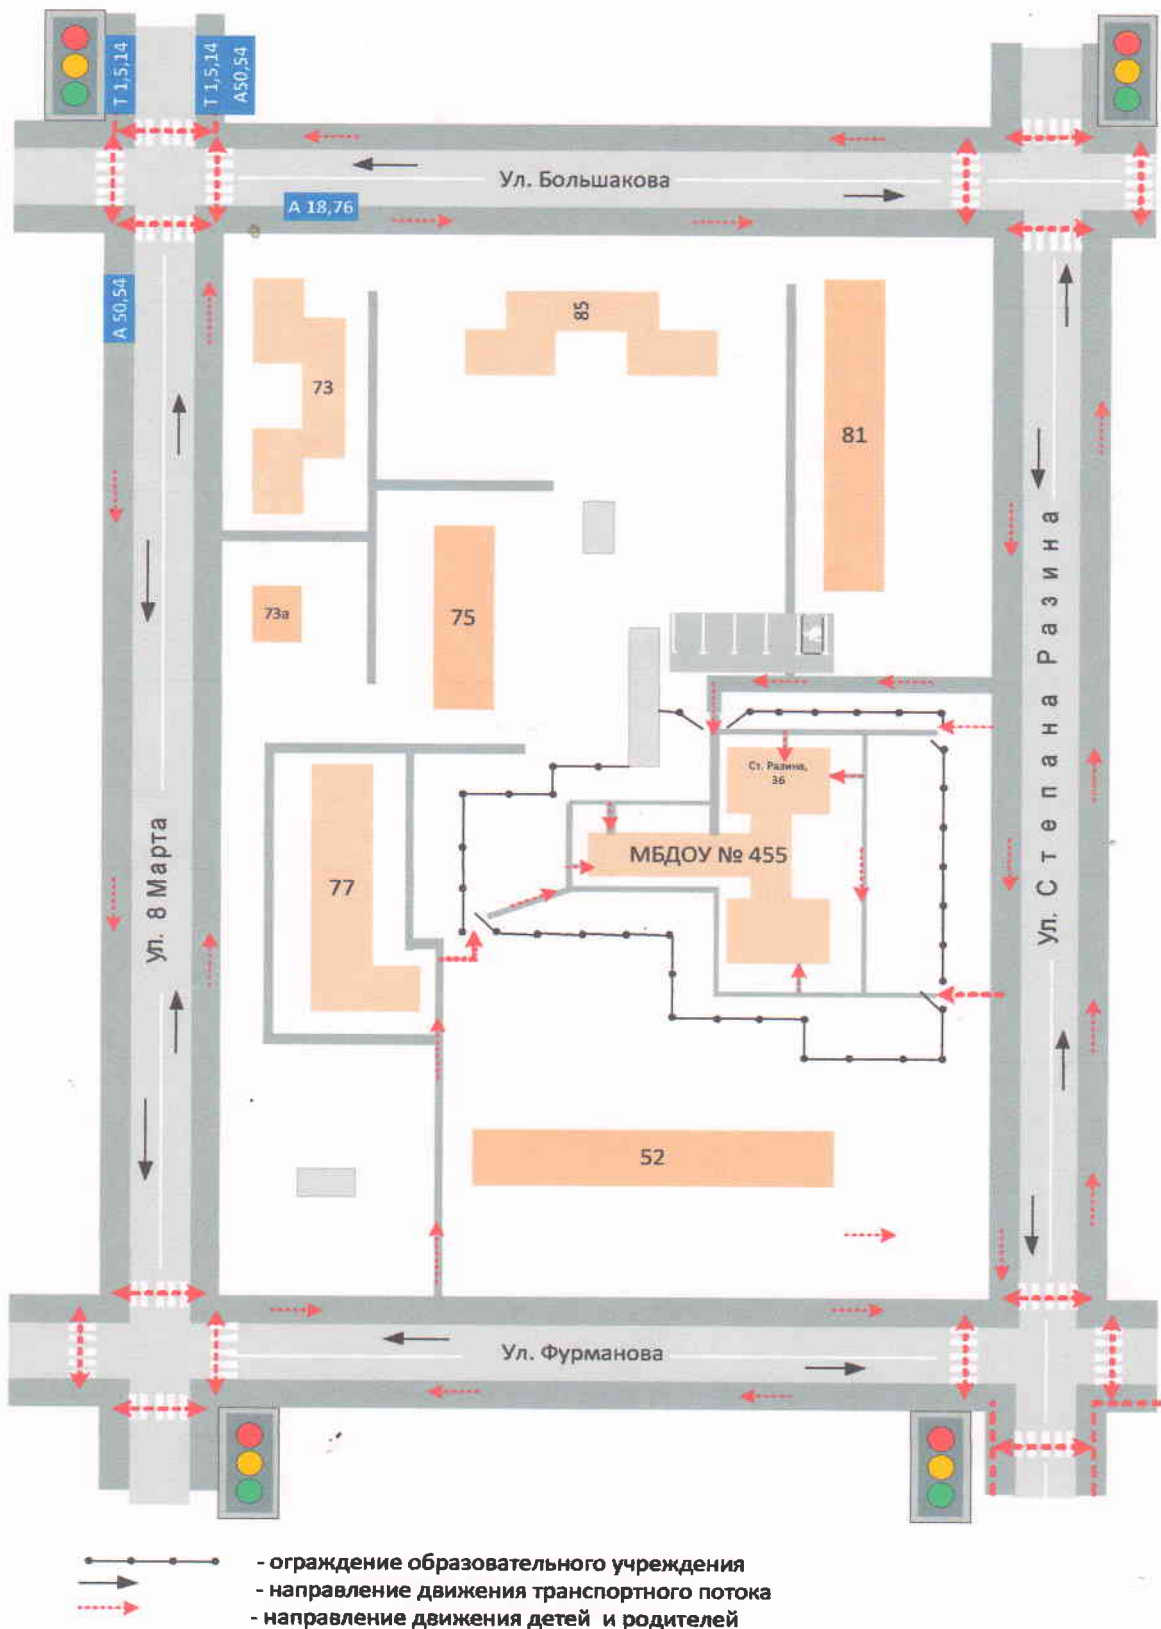 Т 1,5,14
Т 1,5,14
А50,54
Ул. Большакова
А 18,76
А 50,54
85
73
81
73а
75
Ул. Степана Разина
Ст. Разина,
36
МБДОУ № 455
77
Ул. 8 Марта
52
Ул. Фурманова
- ограждение образовательного учреждения
- направление движения транспортного потока
- направление движения детей и родителей